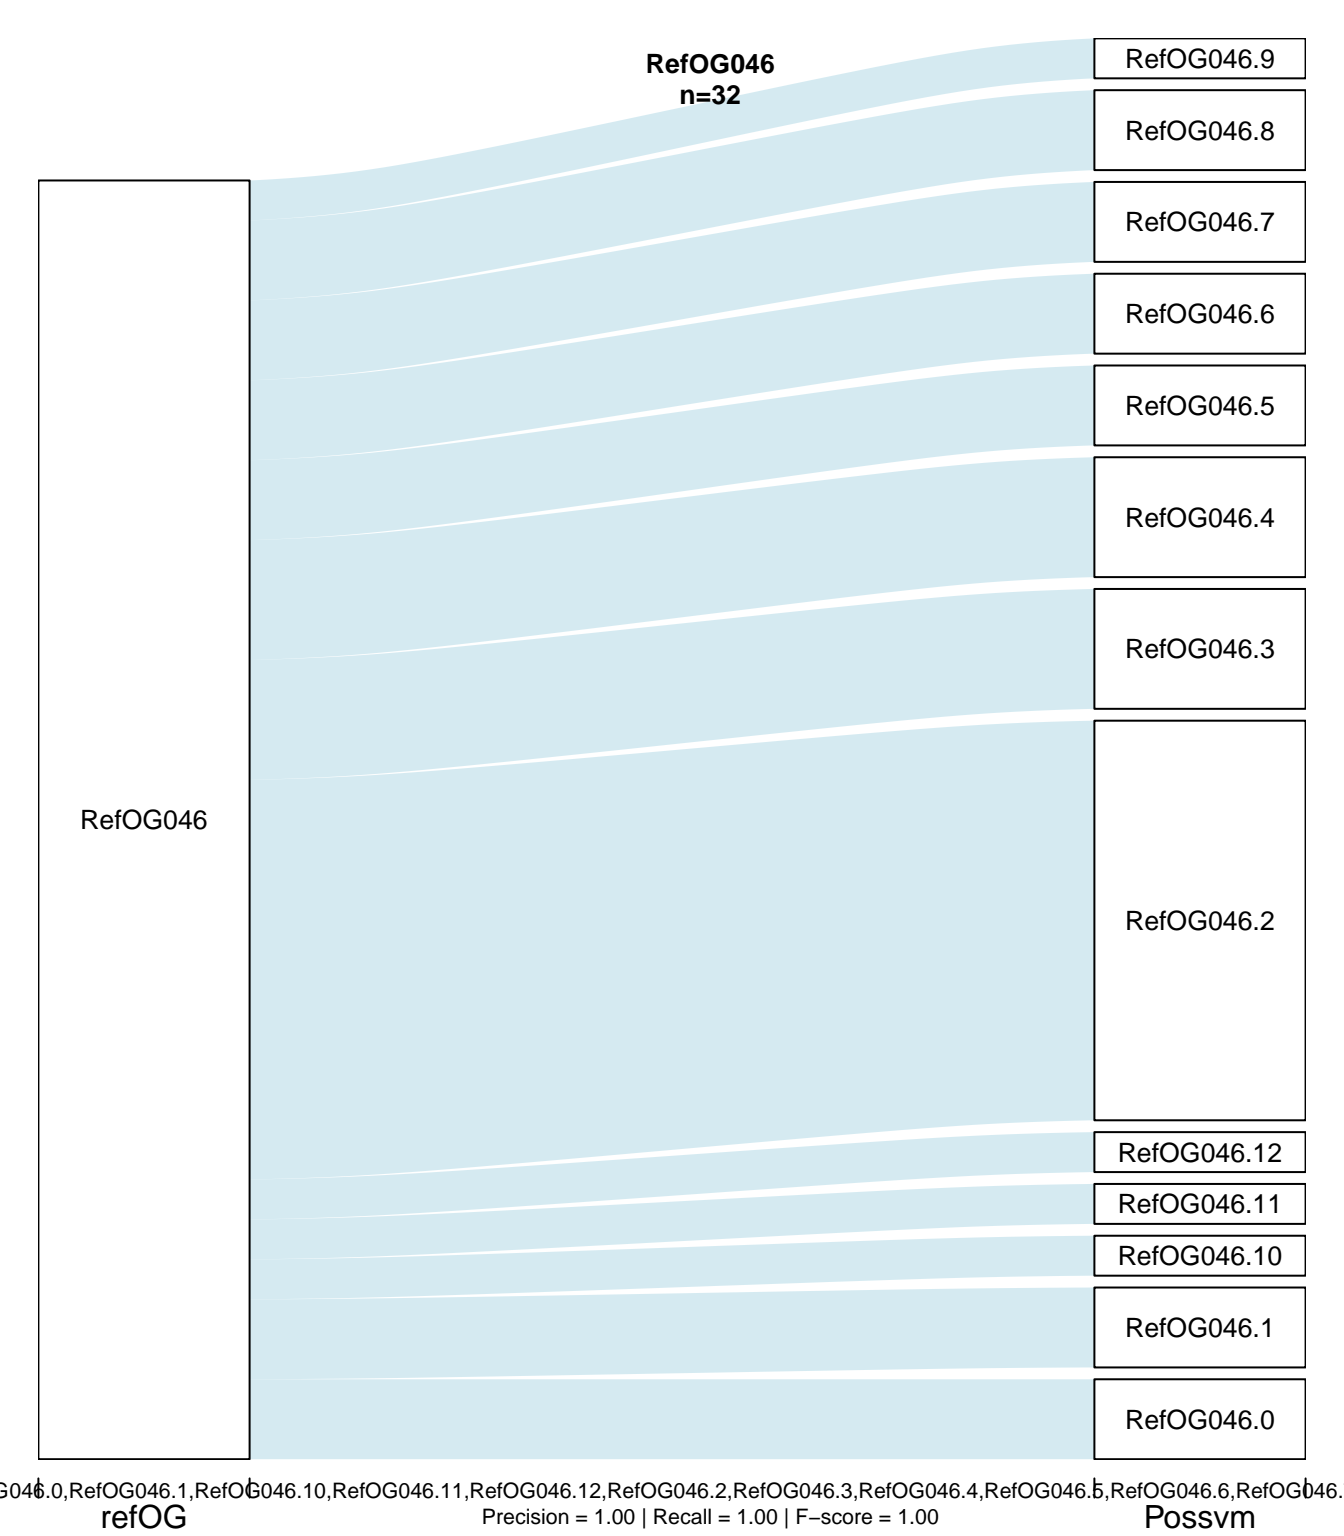 RefOG046
n=32
RefOG046.9
RefOG046.8
RefOG046.7
RefOG046.6
RefOG046.5
RefOG046.4
RefOG046.3
RefOG046
RefOG046.2
RefOG046.12
RefOG046.11
RefOG046.10
RefOG046.1
RefOG046.0
G046.0,RefOG046.1,RefOG046.10,RefOG046.11,RefOG046.12,RefOG046.2,RefOG046.3,RefOG046.4,RefOG046.5,RefOG046.6,RefOG046.
refOG
Precision = 1.00 | Recall = 1.00 | F−score = 1.00
Possvm